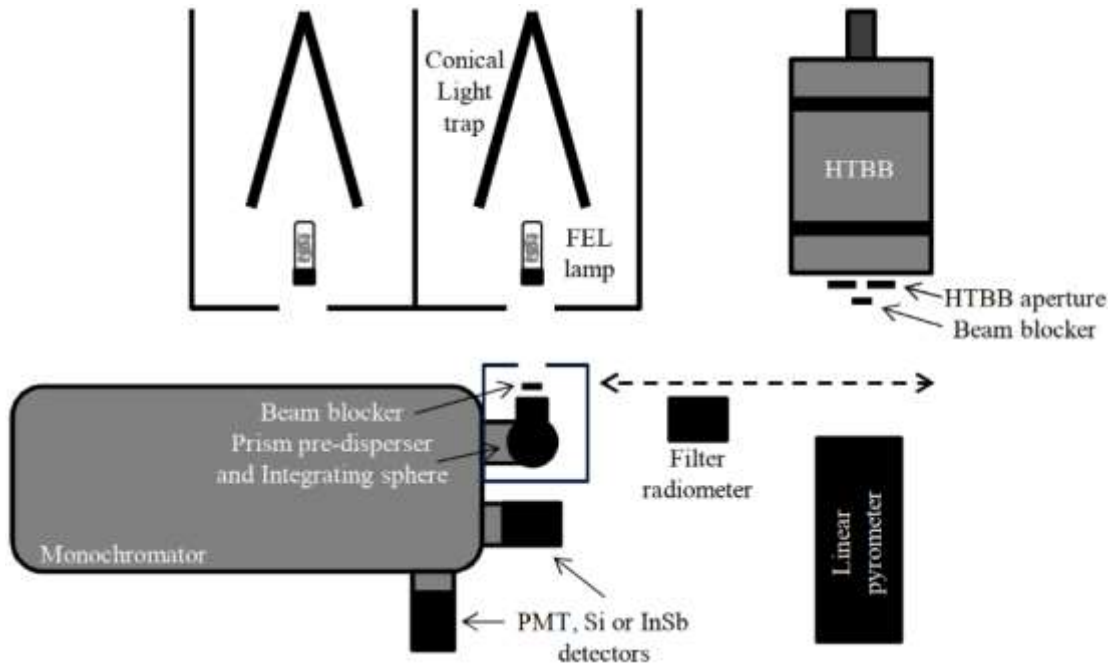 Conical
Light
trap
HTBB
FEL
lamp
HTBB aperture
Beam blocker
Beam blocker
Prism pre-disperser
and Integrating sphere
Filter
radiometer
Monochromator
Linear
pyrometer
PMT, Si or InSb
detectors